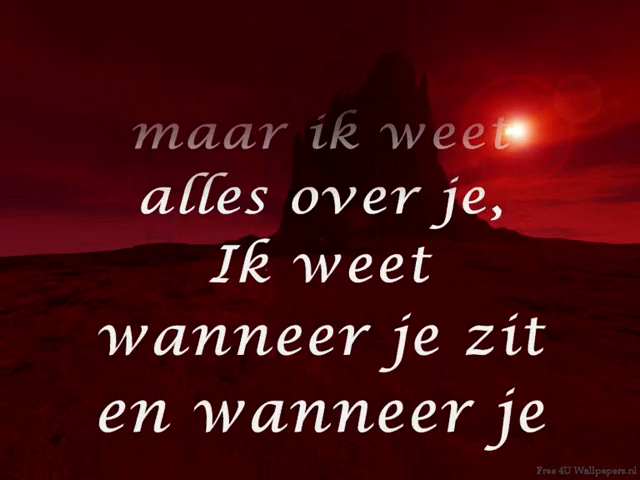 maar ik weet
alles over je,
Ik weet
wanneer je zit
en wanneer je
Free 4U Wallpapers.nl